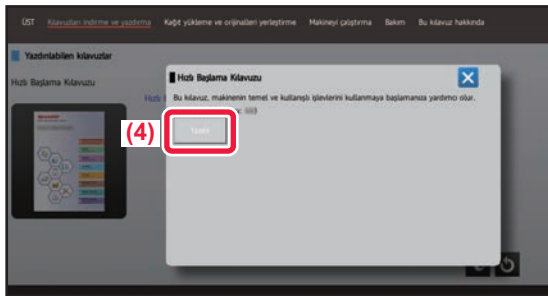 ÜST Kılavuzları indirme ve yazdırma Kağıt yükleme ve orijinalleri yerleştirme Makineyi çalıştırma Bakım Bu kılavuz hakkında
Yazdırılabilen kılavuzlar
Hızlı Başlama Kılavuzu
Hızlı
Hızlı Başlama Kılavuzu
Bu kılavuz, makinenin temel ve kullanışlı işlevlerini kullanmaya başlamanıza yardımcı olur.
(4)